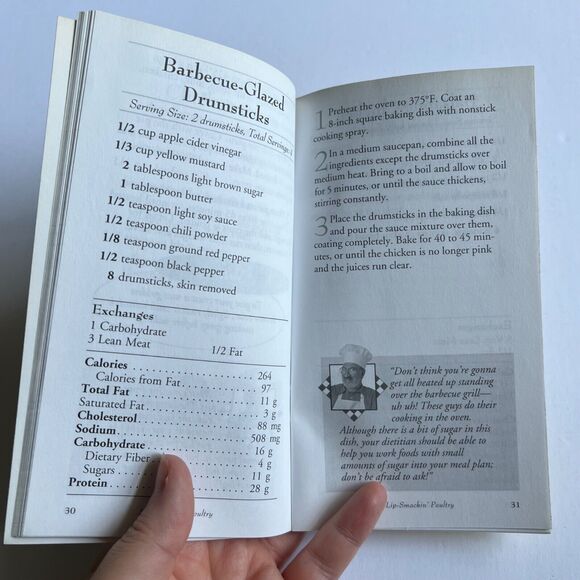 Barbecue-Glazed
Drumsticks
Serving Size: 2 drumsticks, Total Servings:
1/2 cup apple cider vinegar
1/3 cup yellow mustard
2 tablespoons light brown sugar
1 tablespoon butter
1/2 teaspoon light soy sauce
1/2 teaspoon chili powder
1/8 teaspoon ground red pepper
1/2 teaspoon black pepper
8 drumsticks, skin removed
Exchanges
1 Carbohydrate
3 Lean Meat 1/2 Fat
Calories 264
Calories from Fat 97
Total Fat 11 g
Saturated Fat 3 g
Cholesterol 88 mg
Sodium 508 mg
Carbohydrate 16 g
Dietary Fiber 4 g
Sugars 11 g
Protein 28 g
30 Poultry
1 Preheat the oven to 375°F. Coat an
8-inch square baking dish with nonstick
cooking spray.
2 In a medium saucepan, combine all the
ingredients except the drumsticks over
medium heat. Bring to a boil and allow to boil
for 5 minutes, or until the sauce thickens,
stirring constantly.
3 Place the drumsticks in the baking dish
and pour the sauce mixture over them,
coating completely. Bake for 40 to 45 min-
utes, or until the chicken is no longer pink
and the juices run clear.
"Don't think you're gonna
get all heated up standing
over the barbecue grill—
uh uh! These guys do their
cooking in the oven.
Although there is a bit of sugar in this
dish, your dietitian should be able to
help you work foods with small
amounts of sugar into your meal plan;
don't be afraid to ask!"
Lip-Smackin' Poultry 31